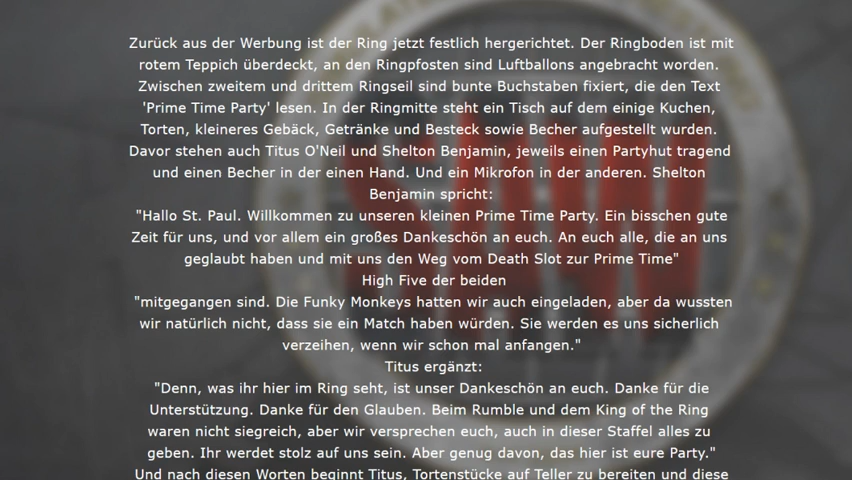 Zurück aus der Werbung ist der Ring jetzt festlich hergerichtet. Der Ringboden ist mit
rotem Teppich überdeckt, an den Ringpfosten sind Luftballons angebracht worden.
Zwischen zweitem und drittem Ringseil sind bunte Buchstaben fixiert, die den Text
'Prime Time Party' lesen. In der Ringmitte steht ein Tisch auf dem einige Kuchen,
Torten, kleineres Gebäck, Getränke und Besteck sowie Becher aufgestellt wurden.
Davor stehen auch Titus O'Neil und Shelton Benjamin, jeweils einen Partyhut tragend
und einen Becher in der einen Hand. Und ein Mikrofon in der anderen. Shelton
Benjamin spricht:
"Hallo St. Paul. Willkommen zu unseren kleinen Prime Time Party. Ein bisschen gute
Zeit für uns, und vor allem ein großes Dankeschön an euch. An euch alle, die an uns
geglaubt haben und mit uns den Weg vom Death Slot zur Prime Time"
High Five der beiden
"mitgegangen sind. Die Funky Monkeys hatten wir auch eingeladen, aber da wussten
wir natürlich nicht, dass sie ein Match haben würden. Sie werden es uns sicherlich
verzeihen, wenn wir schon mal anfangen."
Titus ergänzt:
"Denn, was ihr hier im Ring seht, ist unser Dankeschön an euch. Danke für die
Unterstützung. Danke für den Glauben. Beim Rumble und dem King of the Ring
waren nicht siegreich, aber wir versprechen euch, auch in dieser Staffel alles zu
geben. Ihr werdet stolz auf uns sein. Aber genug davon, das hier ist eure Party."
Und nach diesen Worten beginnt Titus, Tortenstücke auf Teller zu bereiten und diese